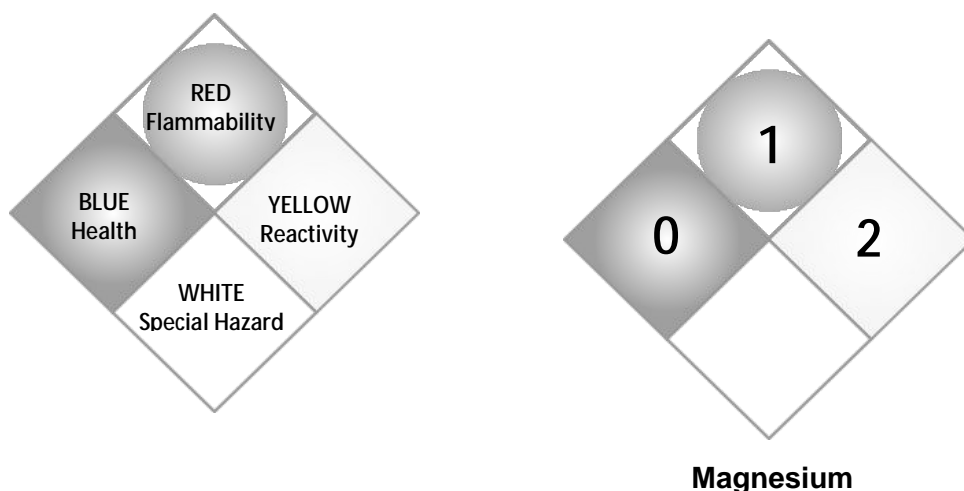 RED
Flammability
BLUE
Health
YELLOW
Reactivity
WHITE
Special Hazard
1
0
2
Magnesium